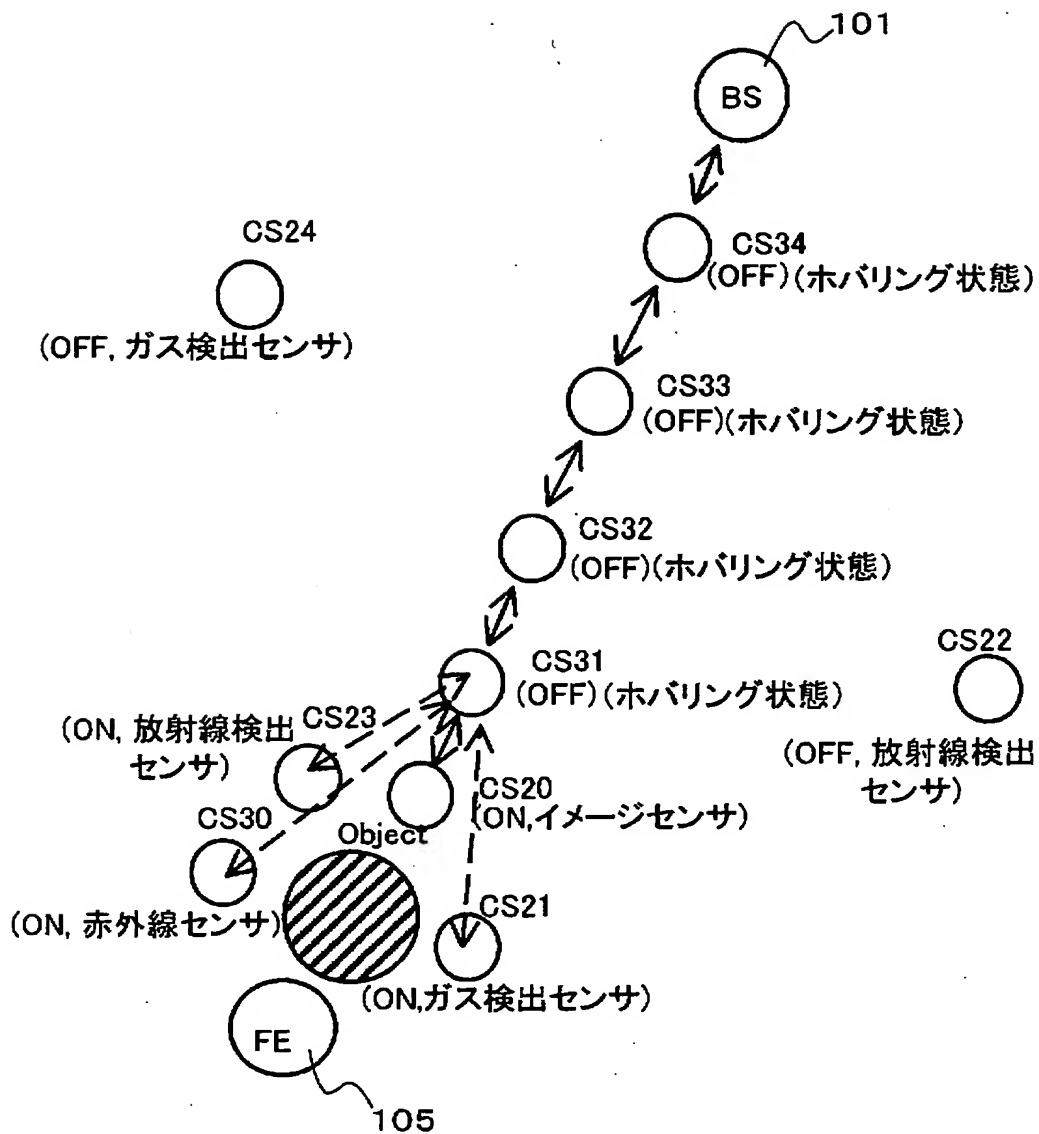 101
BS
CS34
(OFF)(ホバリング状態)
CS24
(OFF, ガス検出センサ)
CS33
(OFF)(ホバリング状態)
CS32
(OFF)(ホバリング状態)
CS31
(OFF)(ホバリング状態)
CS22
(OFF, 放射線検出
センサ)
CS23
(ON, 放射線検出
センサ)
CS20
(ON,イメージセンサ)
CS30
(ON, 赤外線センサ)
Object
CS21
(ON,ガス検出センサ)
FE
105